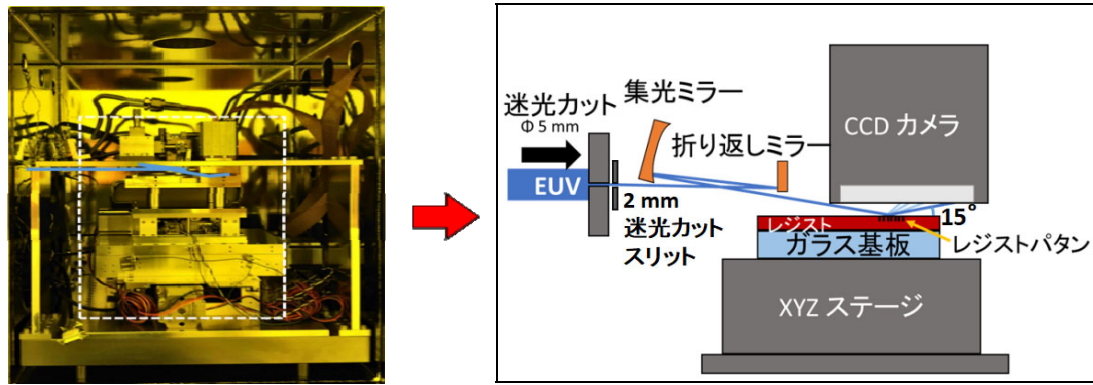 迷光カット
Φ 5 mm
EUV
2 mm
迷光カット
スリット
集光ミラー
折り返しミラー
CCD カメラ
15°
レジスト
レジストパタン
ガラス基板
XYZ ステージ